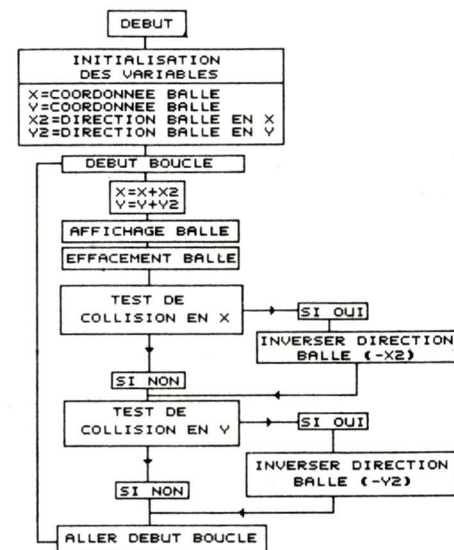 DEBUT
INITIALISATION
DES VARIABLES
X=COORDONNEE BALLE
Y=COORDONNEE BALLE
X2=DIRECTION BALLE EN X
Y2=DIRECTION BALLE EN Y
DEBUT BOUCLE
X=X+X2
Y=Y+Y2
AFFICHAGE BALLE
EFFACEMENT BALLE
TEST DE
COLLISION EN X
SI OUI
INVERSER DIRECTION
BALLE (-X2)
SI NON
TEST DE
COLLISION EN Y
SI OUI
INVERSER DIRECTION
BALLE (-Y2)
SI NON
ALLER DEBUT BOUCLE